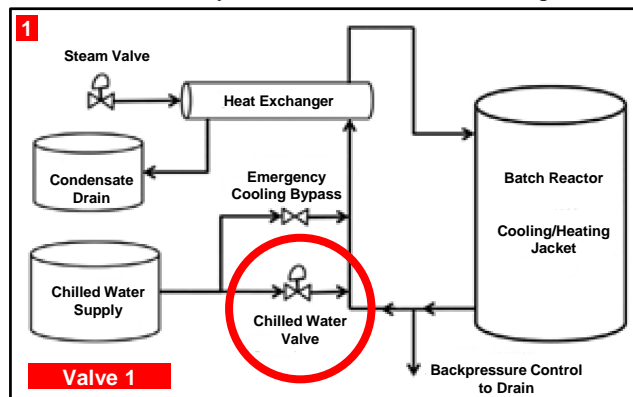 1
Steam Valve
Heat Exchanger
Condensate
Drain
Emergency
Cooling Bypass
Batch Reactor
Cooling/Heating
Jacket
Chilled Water
Supply
Chilled Water
Valve
Valve 1
Backpressure Control
to Drain